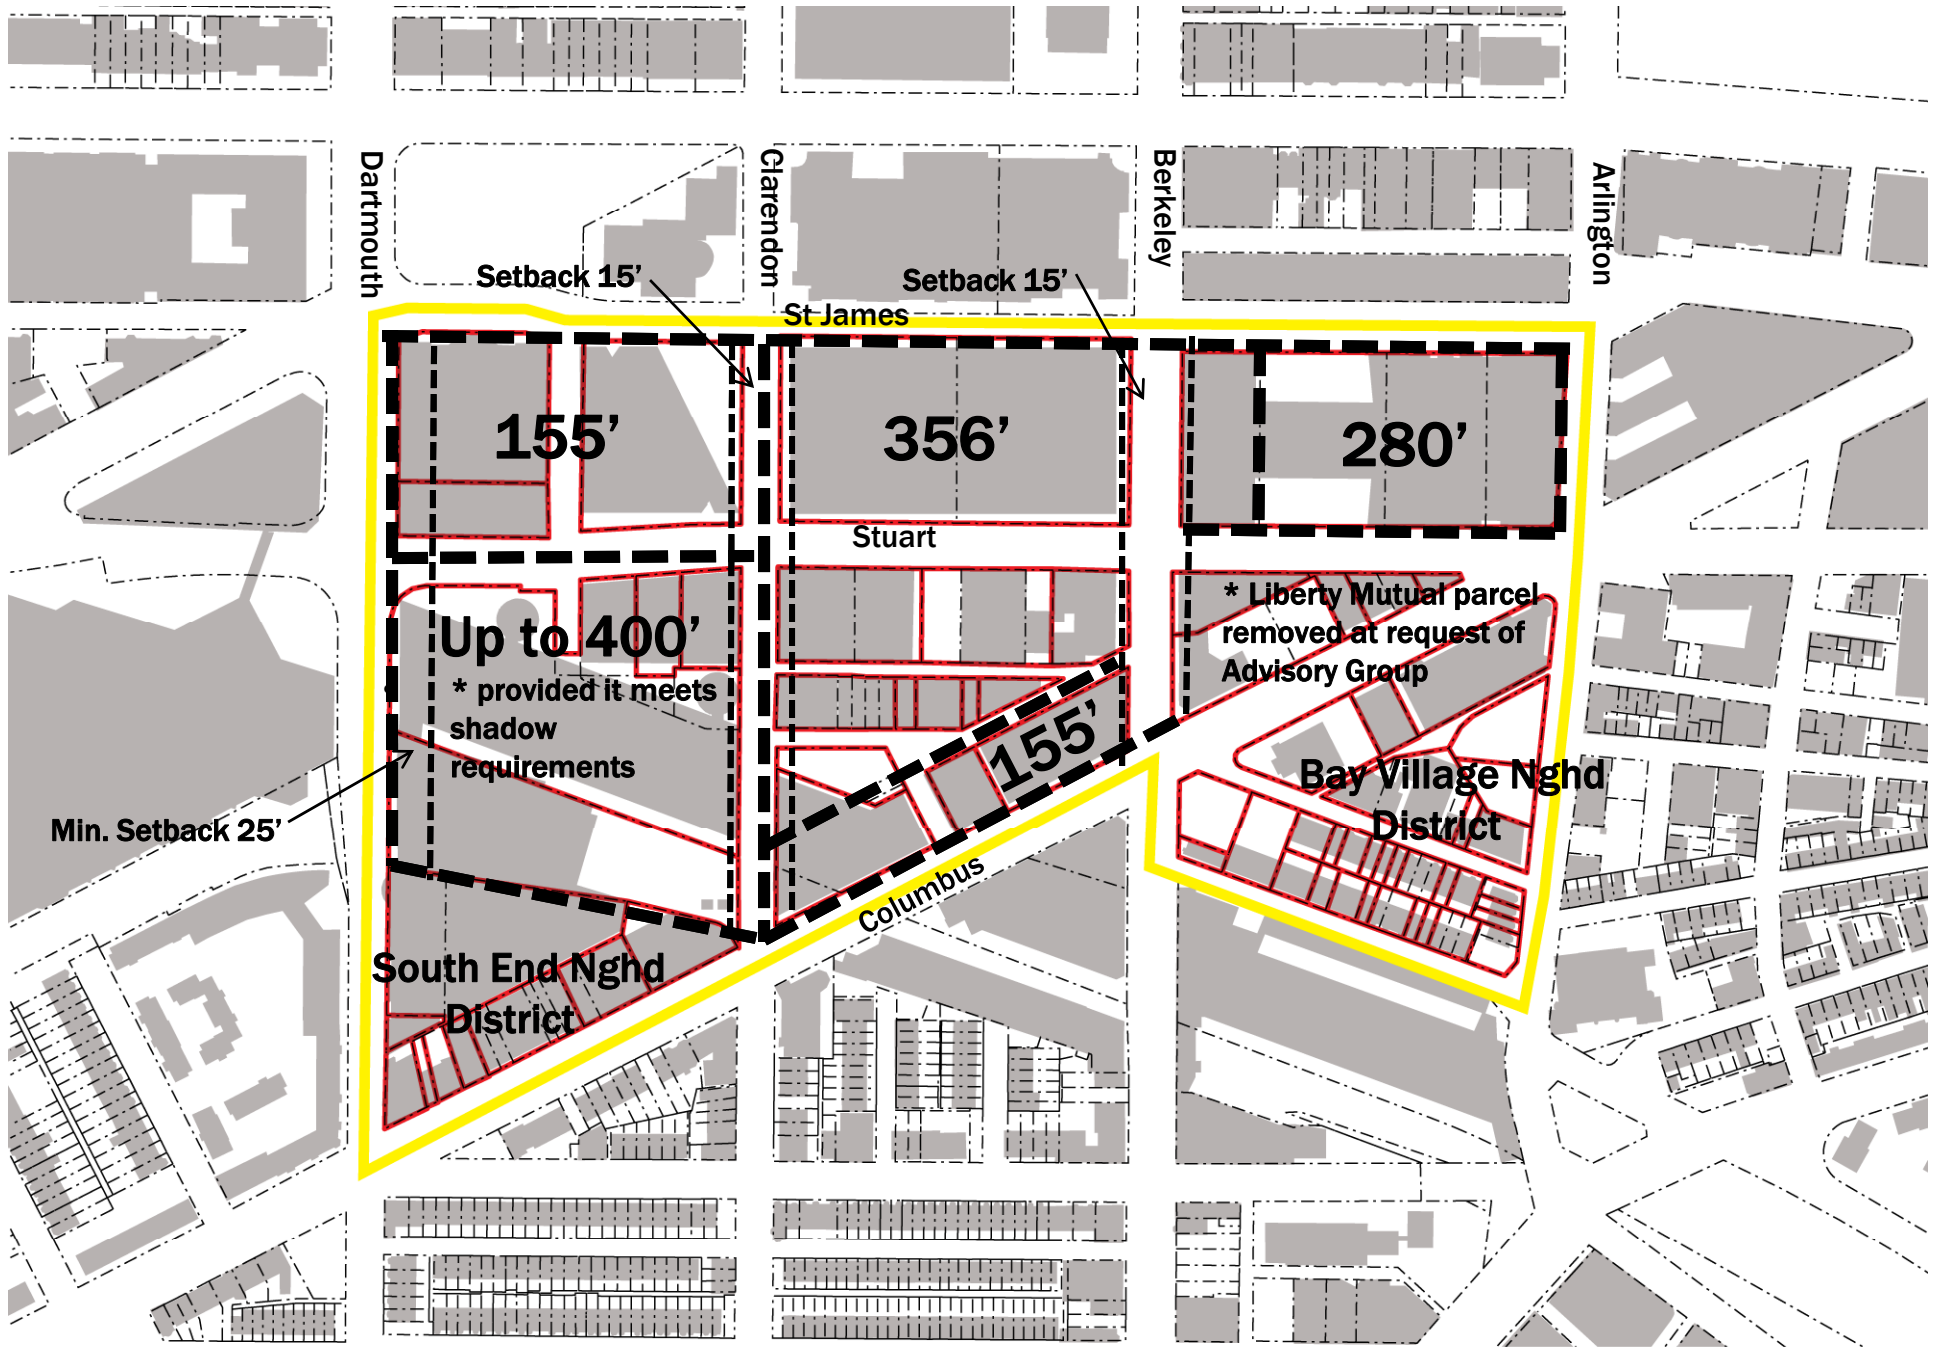 Dartmouth
Clarendon
Berkeley
Arlington
Setback 15’
Setback 15’
St James
155’
356’
280’
Stuart
Up to 400’
* provided it meets
shadow
requirements
* Liberty Mutual parcel
removed at request of
Advisory Group
155’
Min. Setback 25’
Bay Village Nghd
District
Columbus
South End Nghd
District